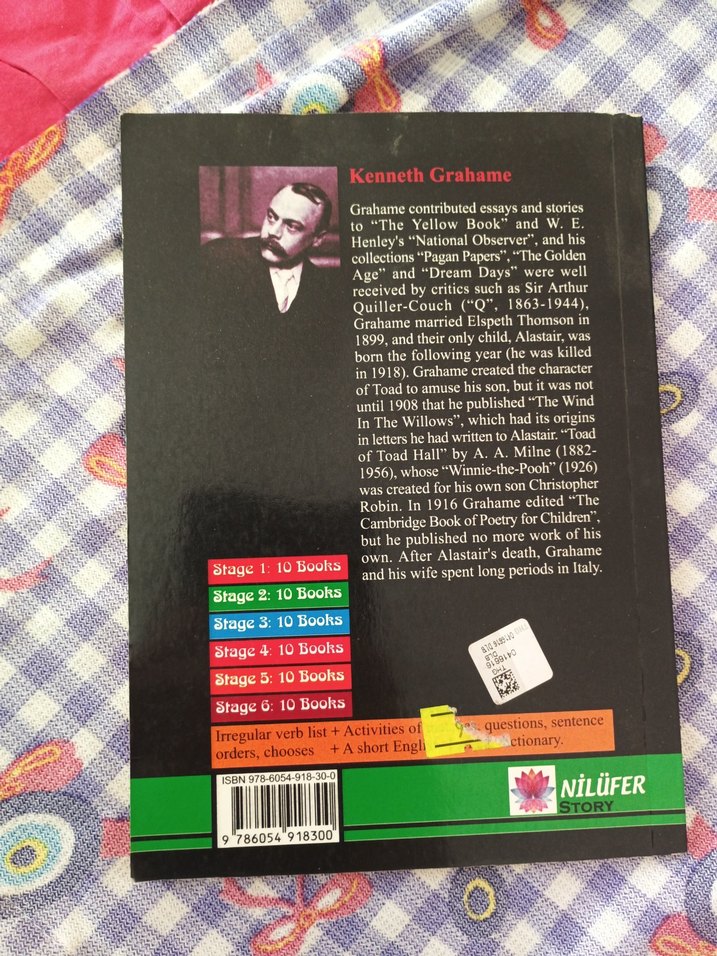 Kenneth Grahame
Grahame contributed essays and stories
to “The Yellow Book” and W. E.
Henley's “National Observer”, and his
collections “Pagan Papers”, “The Golden
Age” and “Dream Days” were well
received by critics such as Sir Arthur
Quiller-Couch (“Q”, 1863-1944),
Grahame married Elspeth Thomson in
1899, and their only child, Alastair, was
born the following year (he was killed
in 1918). Grahame created the character
of Toad to amuse his son, but it was not
until 1908 that he published “The Wind
In The Willows”, which had its origins
in letters he had written to Alastair. “Toad
of Toad Hall” by A. A. Milne (1882-
1956), whose “Winnie-the-Pooh” (1926)
was created for his own son Christopher
Robin. In 1916 Grahame edited “The
Cambridge Book of Poetry for Children”,
but he published no more work of his
own. After Alastair's death, Grahame
and his wife spent long periods in Italy.
Stage 1: 10 Books
Stage 2: 10 Books
Stage 3: 10 Books
Stage 4: 10 Books
Stage 5: 10 Books
Stage 6: 10 Books
0416816
DLB
THG
Irregular verb list + Activities of questions, sentence
orders, chooses + A short
ISBN 978-6054-918-30-0
9 786054 918300
NİLÜFER
STORY